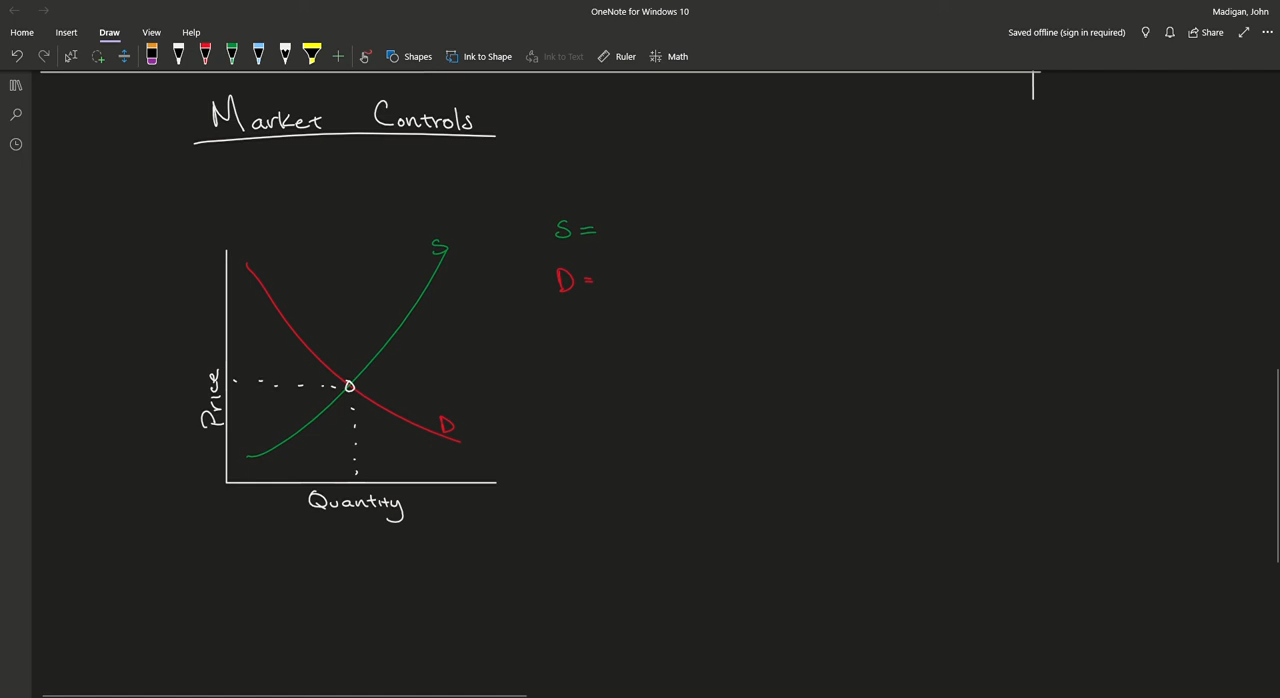 OneNote for Windows 10
Madigan, John
Home Insert Draw View Help
Saved offline (sign in required) Share
Shapes Ink to Shape Ink to Text Ruler Math
Market Controls
S =
D =
S
D
Price
Quantity